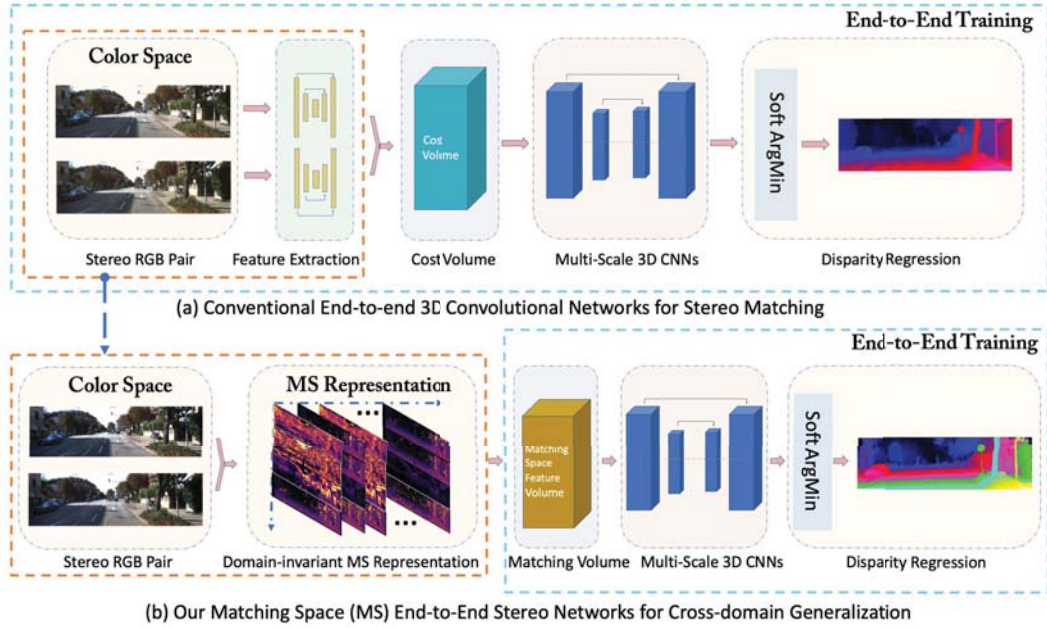 End-to-End Training
Color Space
Cost
Volume
Soft ArgMin
Stereo RGB Pair
Feature Extraction
CostVolume
Multi-Scale 3D CNNs
Disparity Regression
(a) Conventional End-to-end 3D Convolutional Networks for Stereo Matching
End-to-End Training
Color Space
MS Representation
Matching
Space
Feature
Volume
Soft ArgMin
Stereo RGB Pair
Domain-invariant MS Representation
Matching Volume
Multi-Scale 3D CNNs
Disparity Regression
(b) Our Matching Space (MS) End-to-End Stereo Networks for Cross-domain Generalization